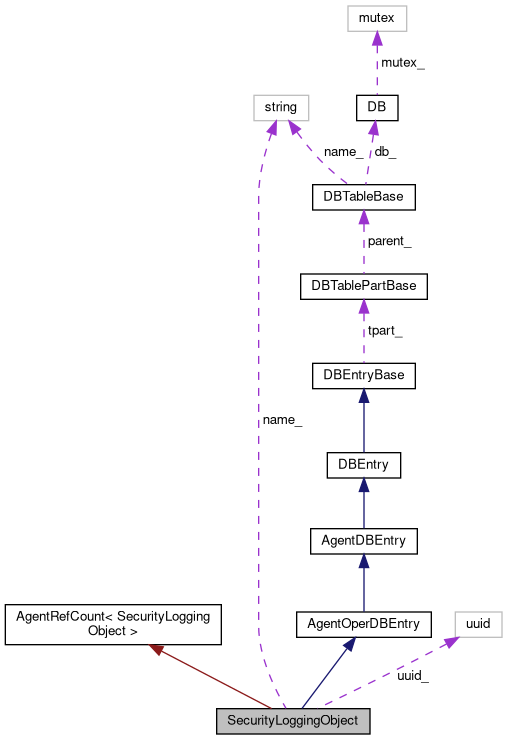 mutex
mutex_
string
DB
name_
db_
DBTableBase
parent_
DBTablePartBase
tpart_
DBEntryBase
name_
DBEntry
AgentDBEntry
AgentRefCount< SecurityLogging
Object >
AgentOperDBEntry
uuid
uuid_
SecurityLoggingObject